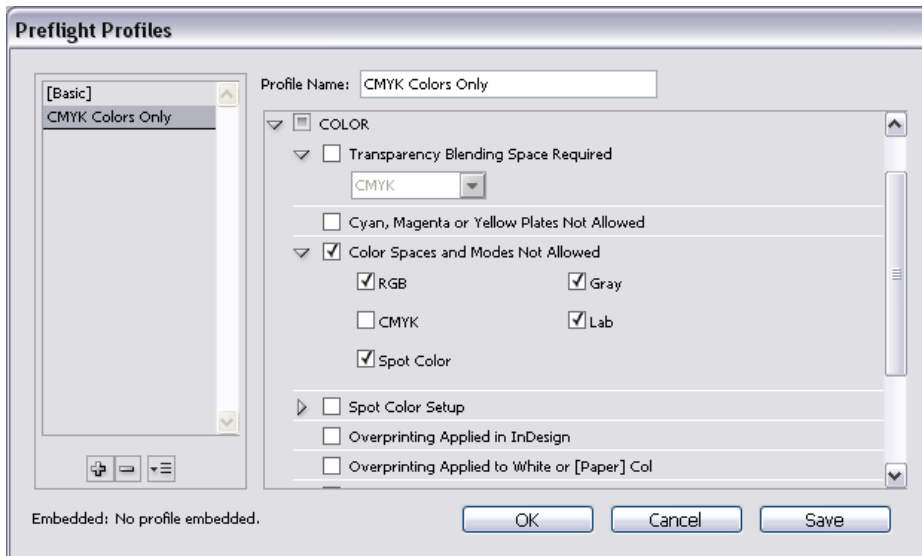 Preflight Profiles
[Basic]
CMYK Colors Only
Profile Name: CMYK Colors Only
COLOR
Transparency Blending Space Required
CMYK
Cyan, Magenta or Yellow Plates Not Allowed
Color Spaces and Modes Not Allowed
RGB Gray
CMYK Lab
Spot Color
Spot Color Setup
Overprinting Applied in InDesign
Overprinting Applied to White or [Paper] Col
Embedded: No profile embedded.
OK Cancel Save